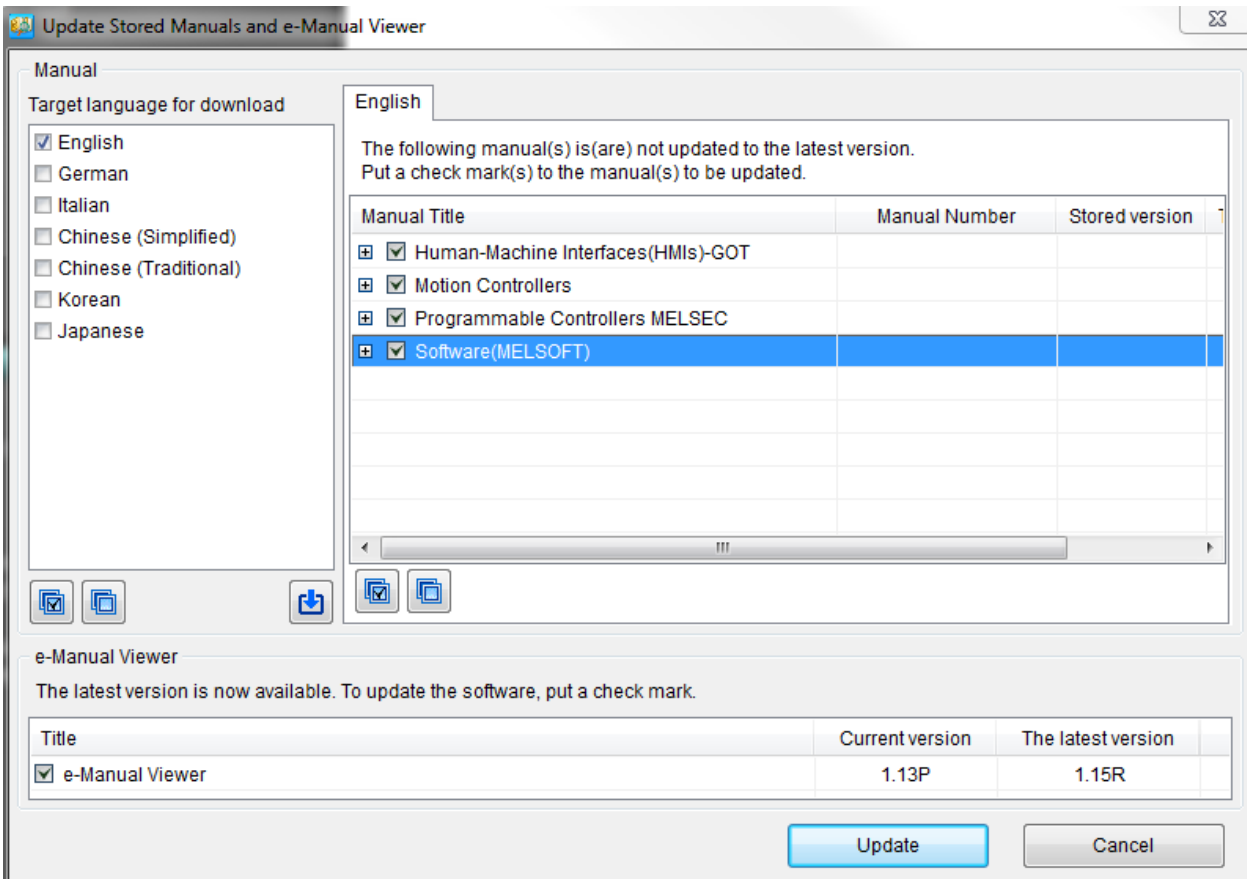 Update Stored Manuals and e-Manual Viewer
Manual
Target language for download
English
German
Italian
Chinese (Simplified)
Chinese (Traditional)
Korean
Japanese
English
The following manual(s) is(are) not updated to the latest version.
Put a check mark(s) to the manual(s) to be updated.
Manual Title Manual Number Stored version
Human-Machine Interfaces(HMIs)-GOT
Motion Controllers
Programmable Controllers MELSEC
Software(MELSOFT)
e-Manual Viewer
The latest version is now available. To update the software, put a check mark.
Title Current version The latest version
e-Manual Viewer 1.13P 1.15R
Update Cancel